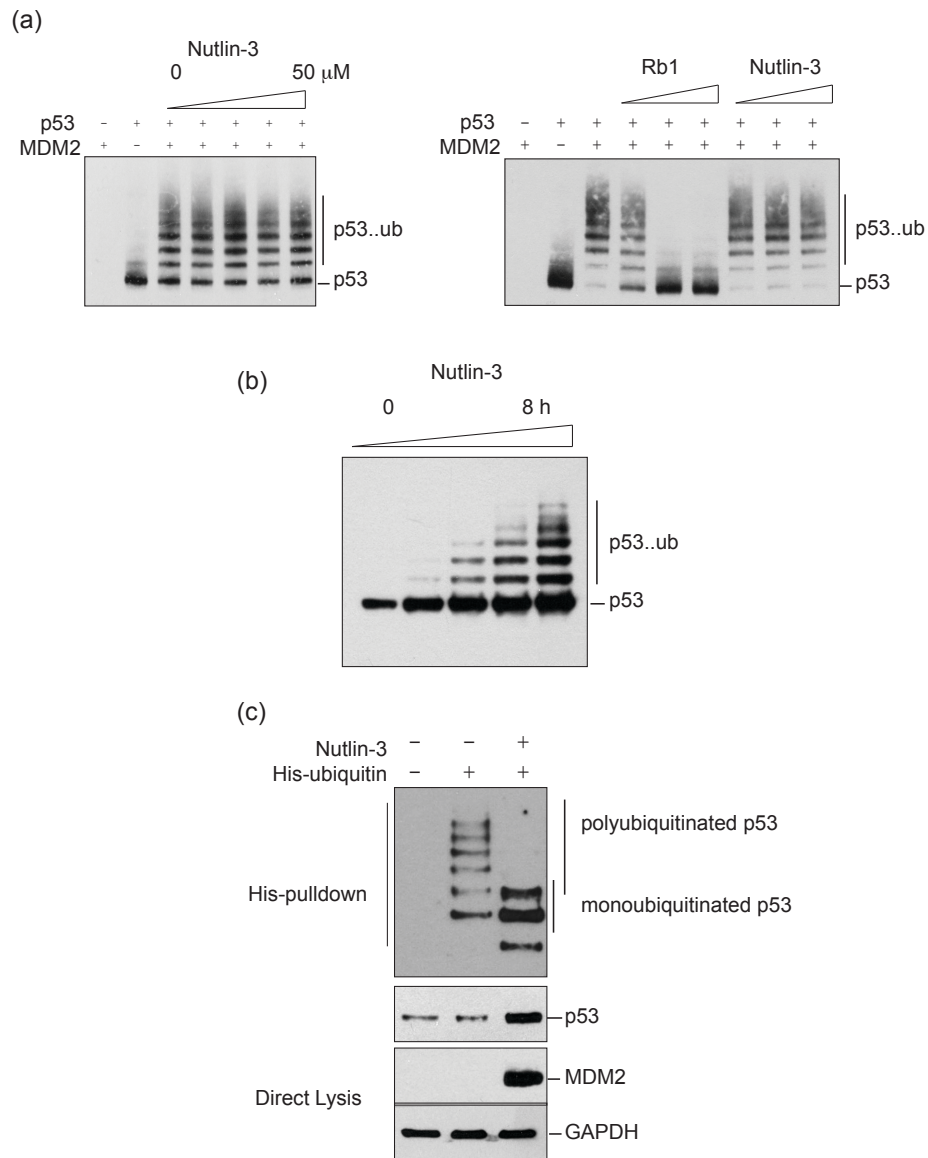 (a)
Nutlin-3
0 50 μM
p53 – + + + + + +
MDM2 + – + + + + +
p53..ub
p53
Rb1 Nutlin-3
p53 – + + + + + + + +
MDM2 + – + + + + + + +
p53..ub
p53
(b)
Nutlin-3
0 8 h
p53..ub
p53
(c)
Nutlin-3 – – +
His-ubiquitin – + +
polyubiquitinated p53
His-pulldown
monoubiquitinated p53
p53
MDM2
Direct Lysis
GAPDH